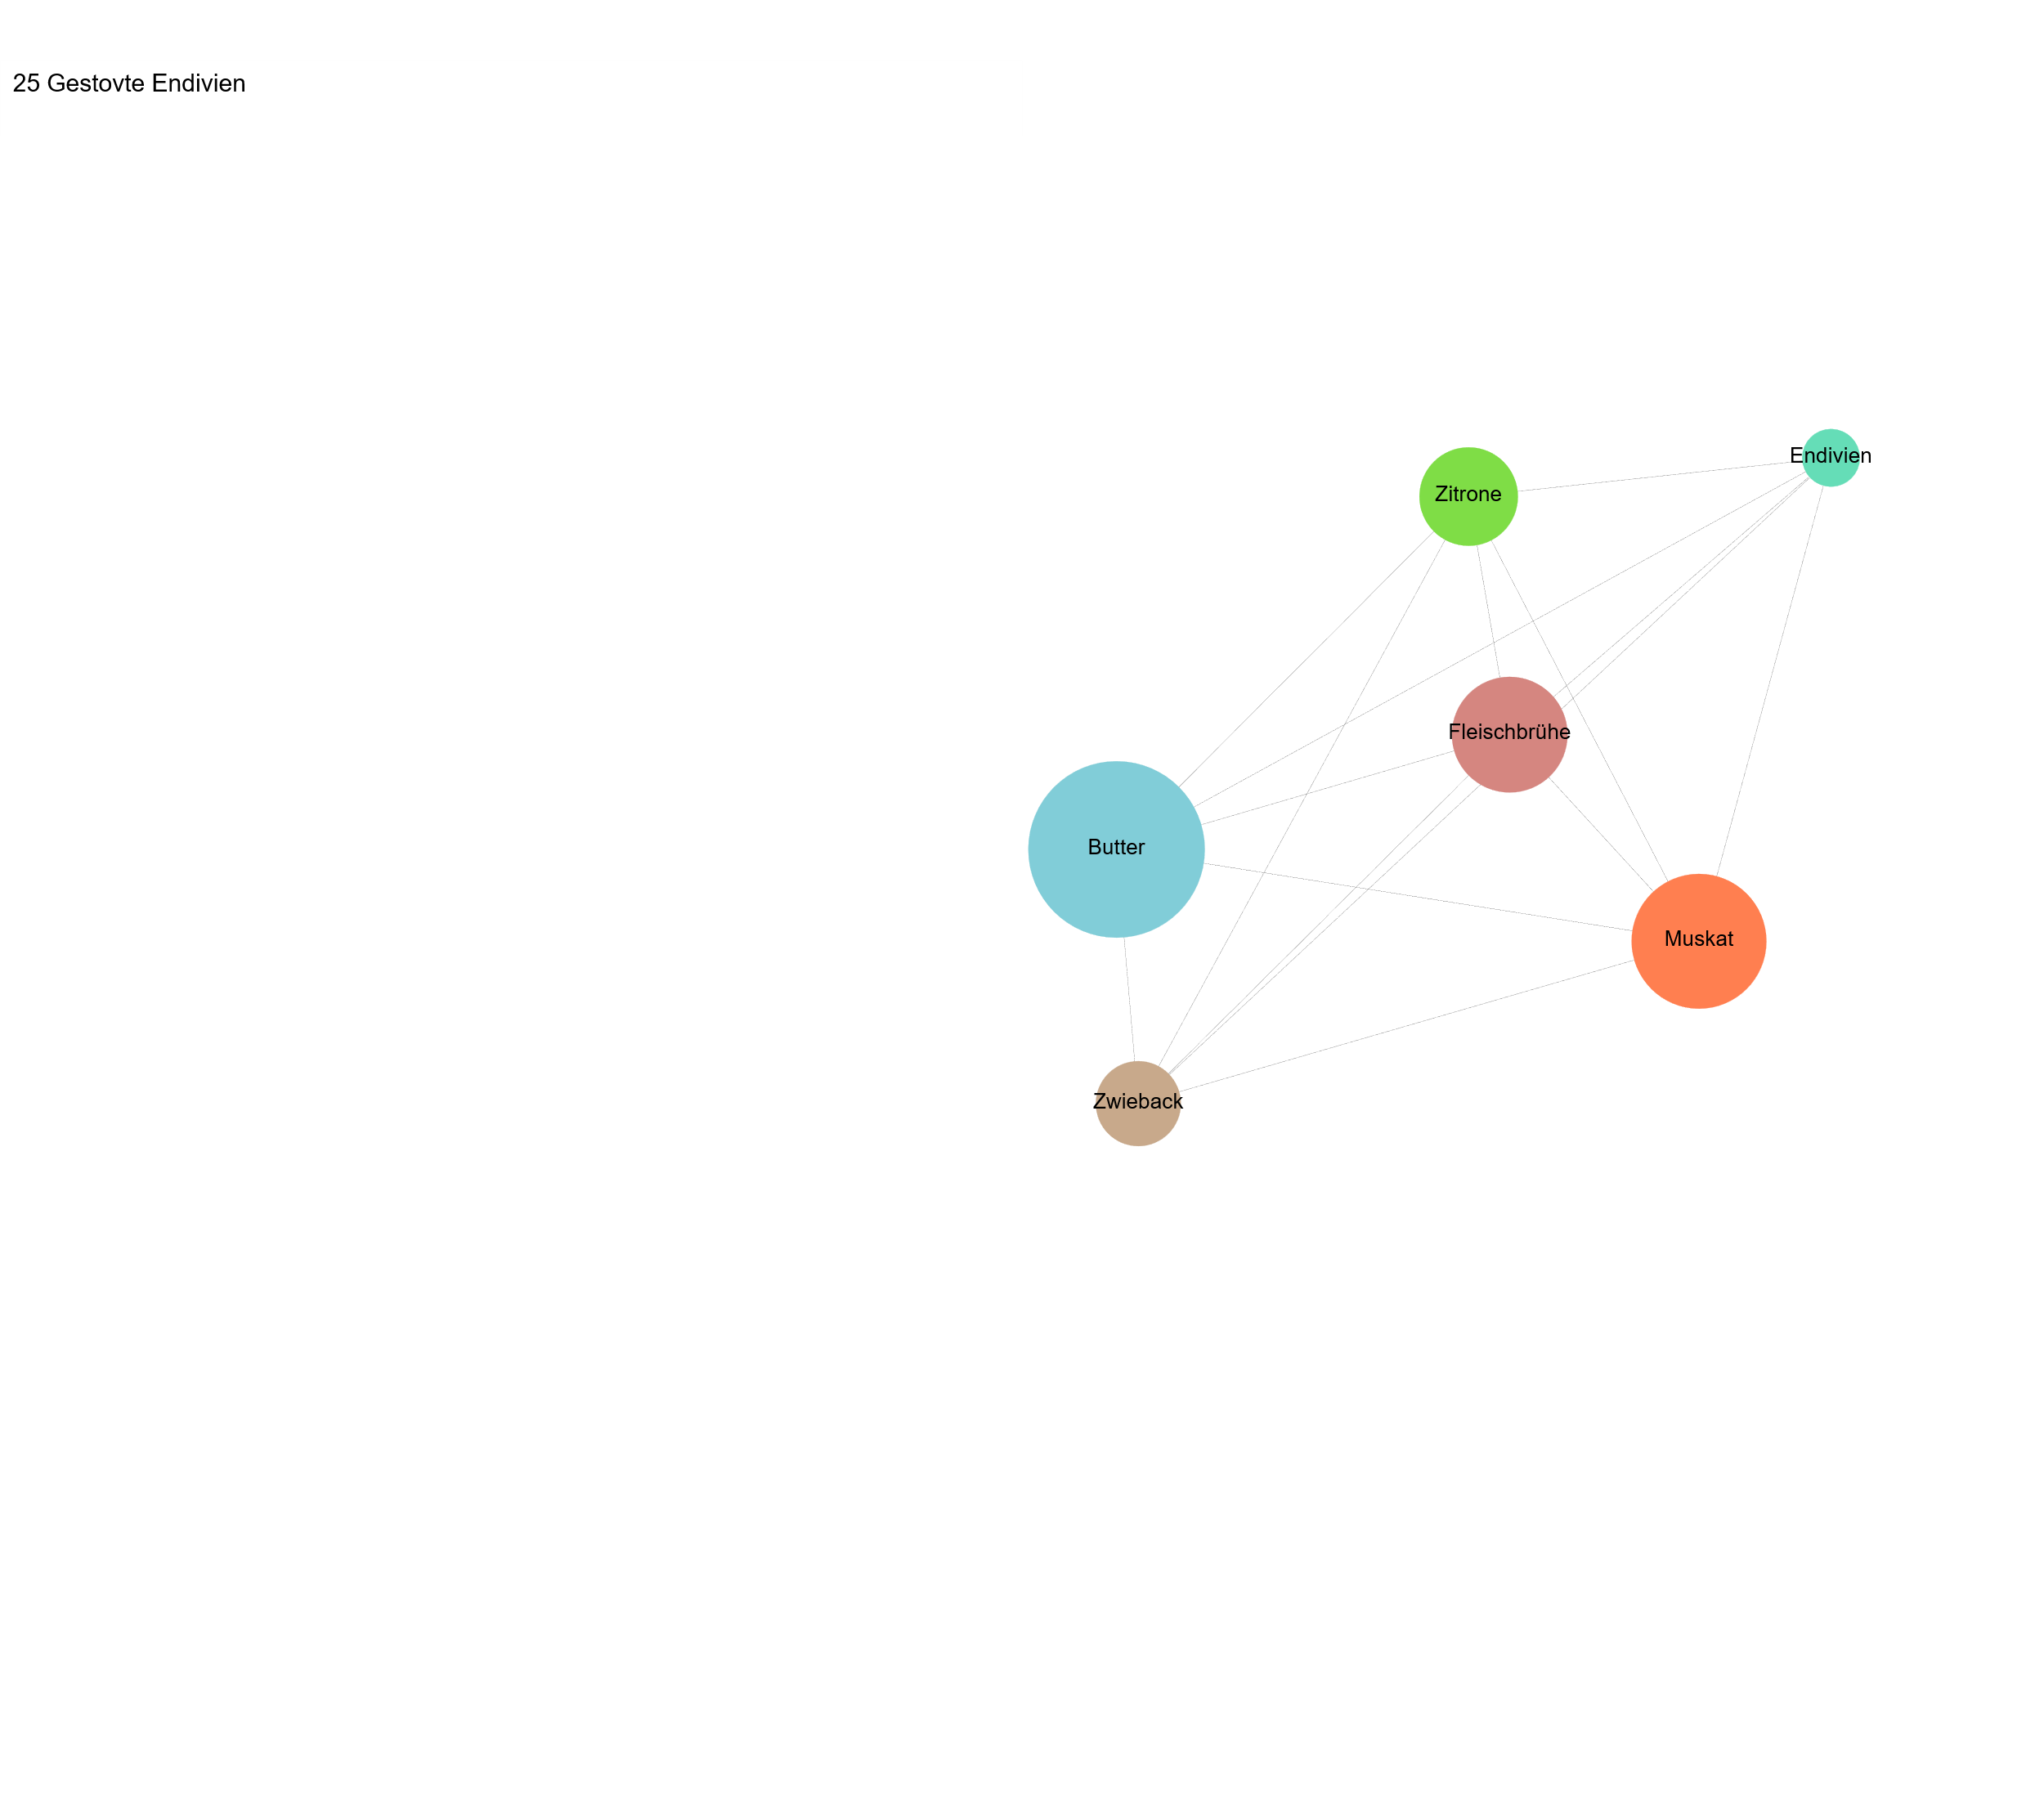 25 Gestovte Endivien
Endivien
Zitrone
Fleischbrühe
Butter
Muskat
Zwieback